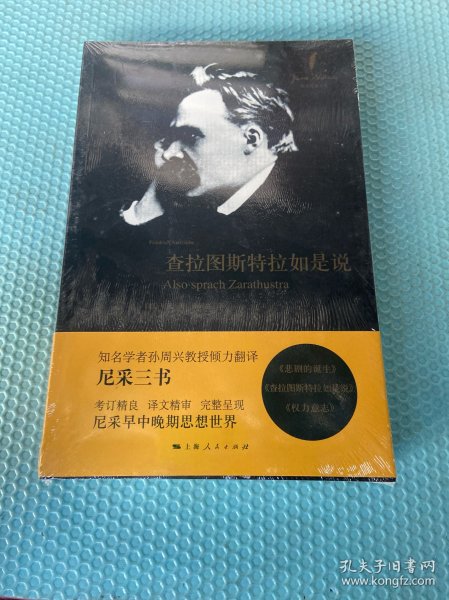 Friedrich Nietzsche
查拉图斯特拉如是说
Also sprach Zarathustra
知名学者孙周兴教授倾力翻译
尼采三书
考订精良 译文精审 完整呈现
尼采早中晚期思想世界
上海人民出版社
《悲剧的诞生》
《查拉图斯特拉如是说》
《权力意志》
孔夫子旧书网
www.kongfz.com